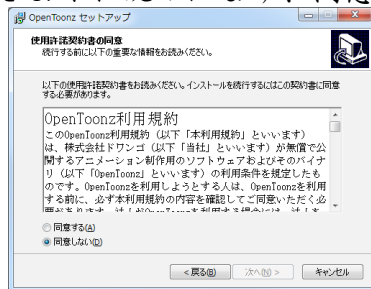 OpenToonz セットアップ
使用許諾契約書の同意
続行する前に以下の重要な情報をお読みください。
以下の使用許諾契約書をお読みください。インストールを続行するにはこの契約書に同意
する必要があります。
OpenToonz利用規約
このOpenToonz利用規約（以下「本利用規約」といいます）
は、株式会社ドワンゴ（以下「当社」といいます）が無償で公
開するアニメーション制作用のソフトウェアおよびそのバイナ
リ（以下「OpenToonz」といいます）の利用条件を規定したも
のです。OpenToonzを利用しようとする人は、OpenToonzを利用
する前に、必ず本利用規約の内容を確認してご同意いただく必
同意する(A)
同意しない(D)
< 戻る(B)
次へ(N) >
キャンセル